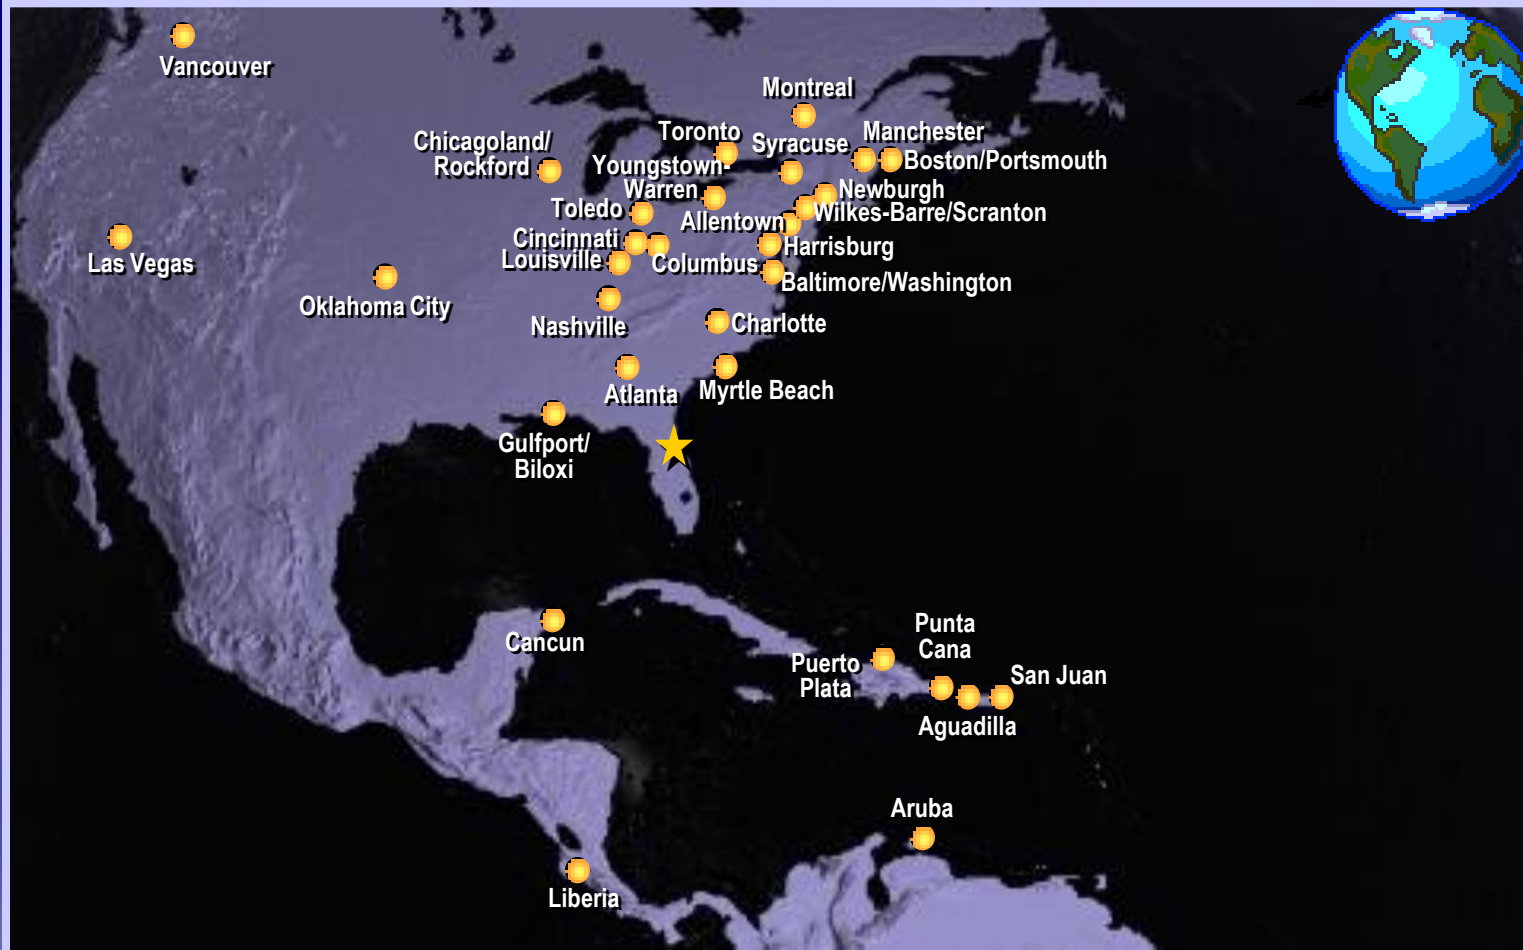 Vancouver
Montreal
Toronto
Manchester
Chicagoland/
Rockford
Syracuse
Boston/Portsmouth
Youngstown-
Warren
Newburgh
Toledo
Wilkes-Barre/Scranton
Allentown
Cincinnati
Harrisburg
Louisville
Columbus
Las Vegas
Baltimore/Washington
Oklahoma City
Nashville
Charlotte
Atlanta
Myrtle Beach
Gulfport/
Biloxi
Cancun
Punta
Cana
Puerto
Plata
San Juan
Aguadilla
Aruba
Liberia